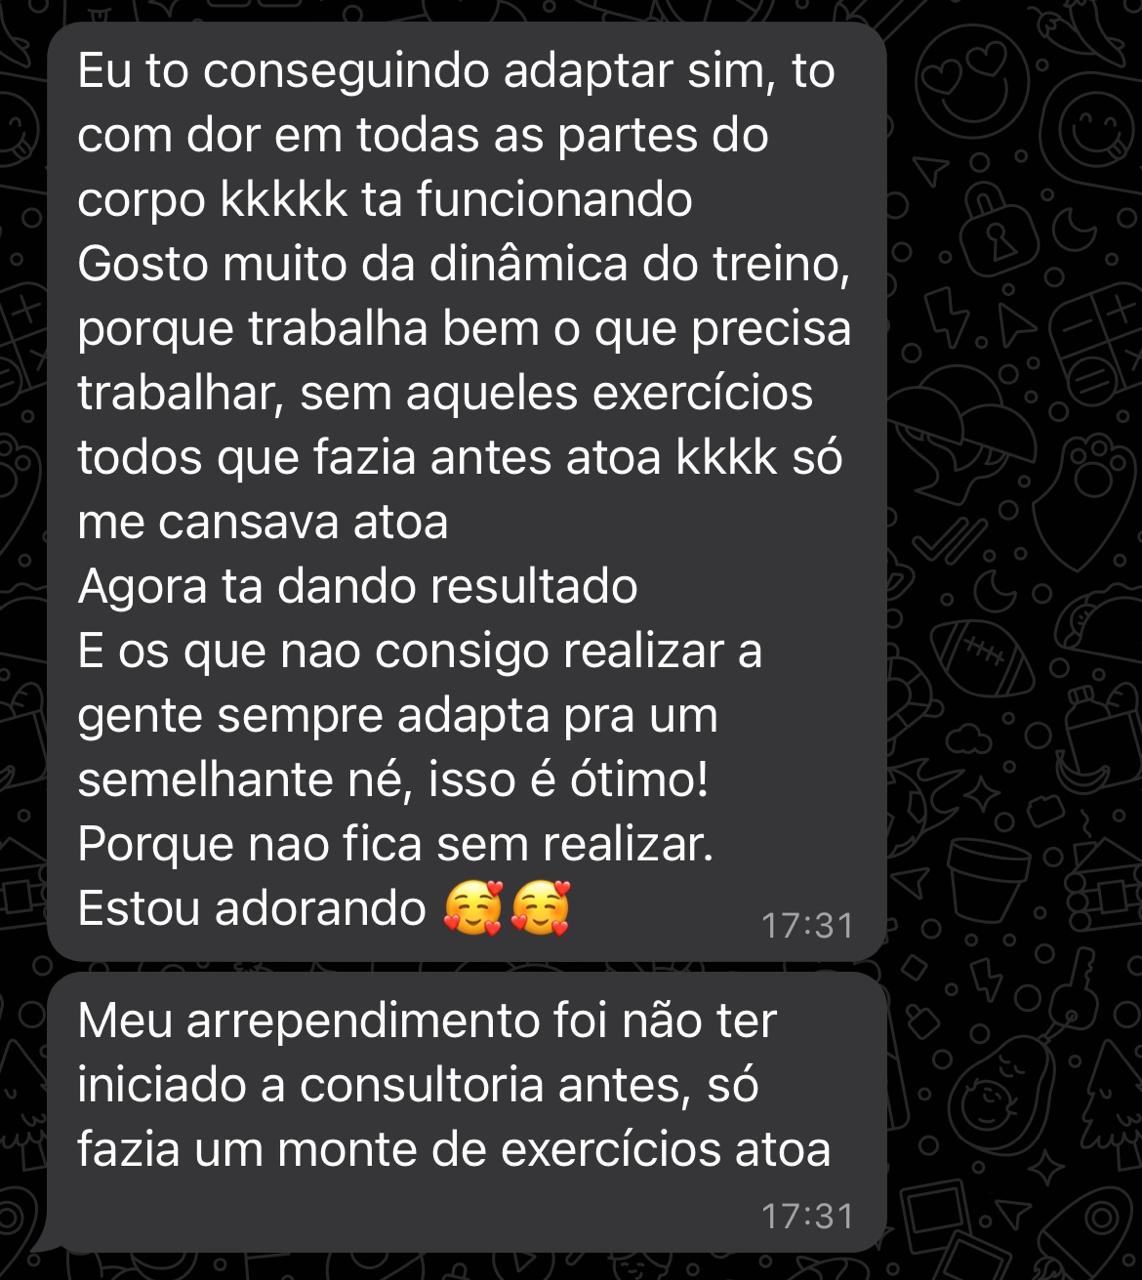 Eu to conseguindo adaptar sim, to
com dor em todas as partes do
corpo kkkkk ta funcionando
Gosto muito da dinâmica do treino,
porque trabalha bem o que precisa
trabalhar, sem aqueles exercícios
todos que fazia antes atoa kkkk só
me cansava atoa
Agora ta dando resultado
E os que nao consigo realizar a
gente sempre adapta pra um
semelhante né, isso é ótimo!
Porque nao fica sem realizar.
Estou adorando 🥰🥰
17:31
Meu arrependimento foi não ter
iniciado a consultoria antes, só
fazia um monte de exercícios atoa
17:31